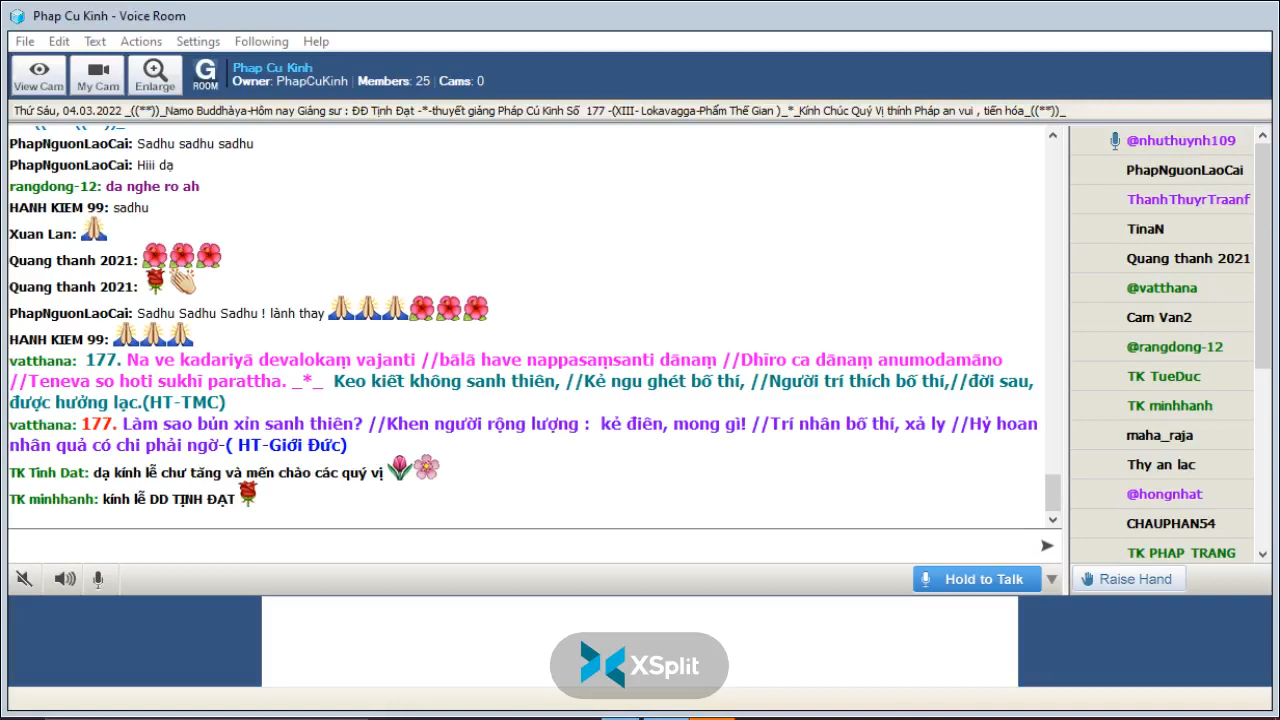 Phap Cu Kinh - Voice Room
File Edit Text Actions Settings Following Help
View Cam My Cam Enlarge G ROOM Phap Cu Kinh
Owner: PhapCuKinh | Members: 25 | Cams: 0
Thứ Sáu, 04.03.2022 _((**))_Namo Buddhàya-Hôm nay Giảng sư : ĐĐ Tịnh Đạt -*-thuyết giảng Pháp Cú Kinh Số 177 -(XIII- Lokavagga-Phẩm Thế Gian )_*_Kính Chúc Quý Vị thính Pháp an vui , tiến hóa_((**))_
PhapNguonLaoCai: Sadhu sadhu sadhu
PhapNguonLaoCai: Hiii dạ
rangdong-12: da nghe ro ah
HANH KIEM 99: sadhu
Xuan Lan:
Quang thanh 2021:
Quang thanh 2021:
PhapNguonLaoCai: Sadhu Sadhu Sadhu ! lành thay
HANH KIEM 99:
vatthana: 177. Na ve kadariyā devalokaṃ vajanti //bālā have nappasaṃsanti dānaṃ //Dhīro ca dānaṃ anumodamāno
//Teneva so hoti sukhī parattha. _*_ Keo kiết không sanh thiên, //Kẻ ngu ghét bố thí, //Người trí thích bố thí,//đời sau,
được hưởng lạc.(HT-TMC)
vatthana: 177. Làm sao bủn xỉn sanh thiên? //Khen người rộng lượng : kẻ điên, mong gì! //Trí nhân bố thí, xả ly //Hỷ hoan
nhân quả có chi phải ngờ-( HT-Giới Đức)
TK Tinh Dat: dạ kính lễ chư tăng và mến chào các quý vị
TK minhhanh: kính lễ DD TỊNH ĐẠT
@nhuthuynh109
PhapNguonLaoCai
ThanhThuyrTraanf
TinaN
Quang thanh 2021
@vatthana
Cam Van2
@rangdong-12
TK TueDuc
TK minhhanh
maha_raja
Thy an lac
@hongnhat
CHAUPHAN54
TK PHAP TRANG
Hold to Talk
Raise Hand
XSplit